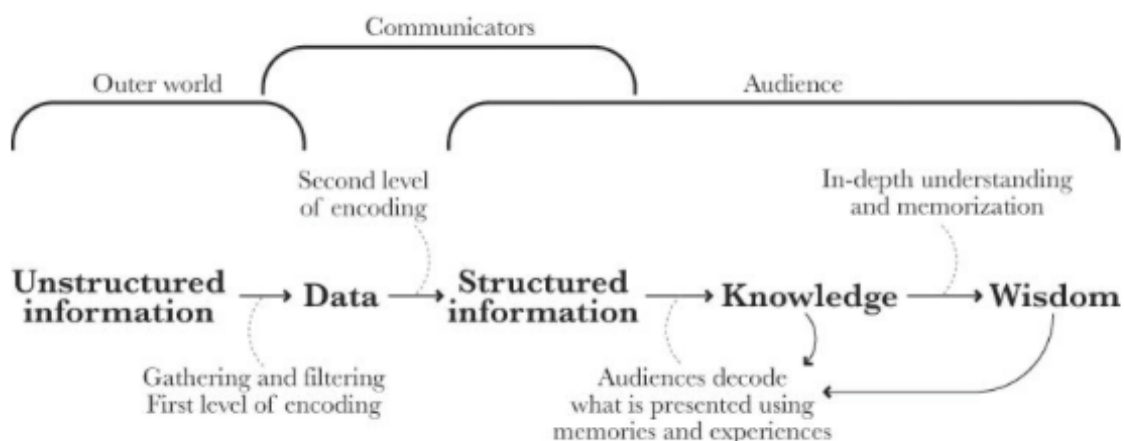 Communicators
Outer world
Audience
Second level
of encoding
In-depth understanding
and memorization
Unstructured
information
Data
Structured
information
Knowledge
Wisdom
Gathering and filtering
First level of encoding
Audiences decode
what is presented using
memories and experiences